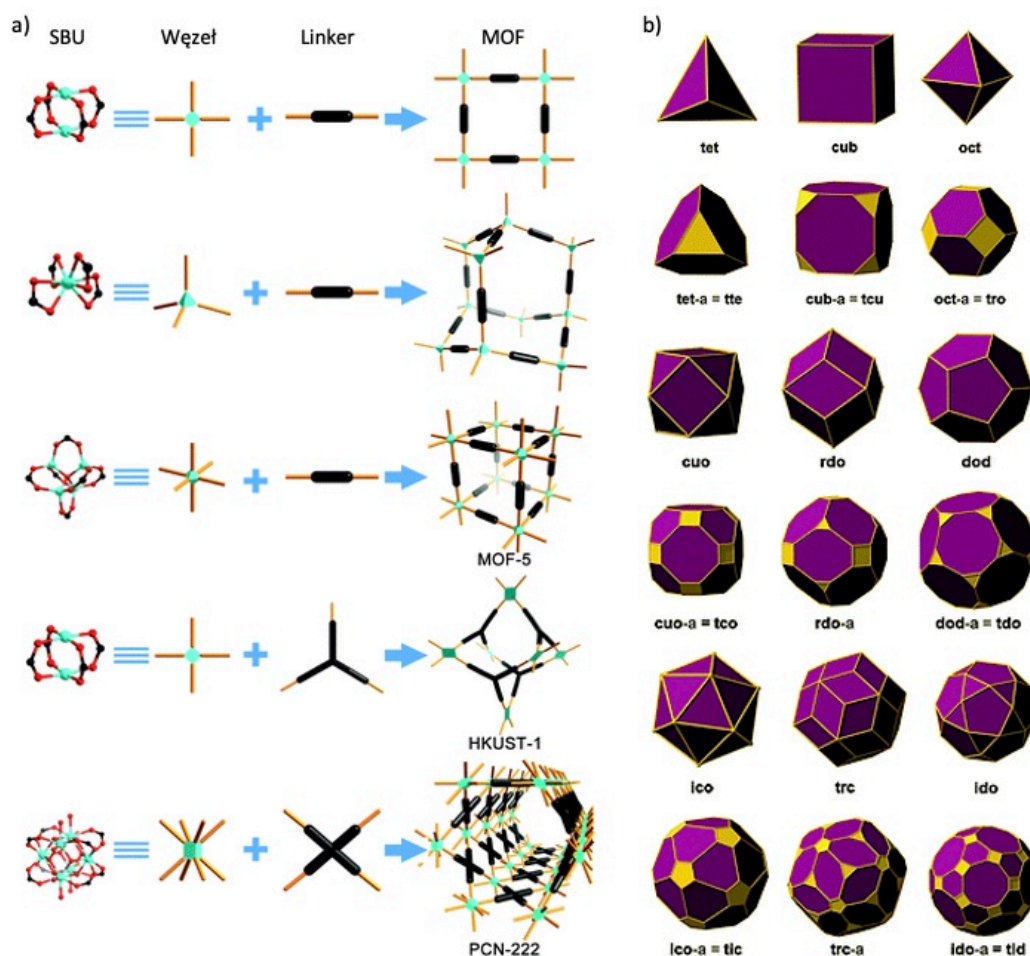 a)
SBU Węzeł Linker MOF
MOF-5
HKUST-1
PCN-222
b)
tet cub oct
tet-a = tte cub-a = tcu oct-a = tro
cuo rdo dod
cuo-a = tco rdo-a dod-a = tdo
ico trc ido
ico-a = tic trc-a ido-a = tid